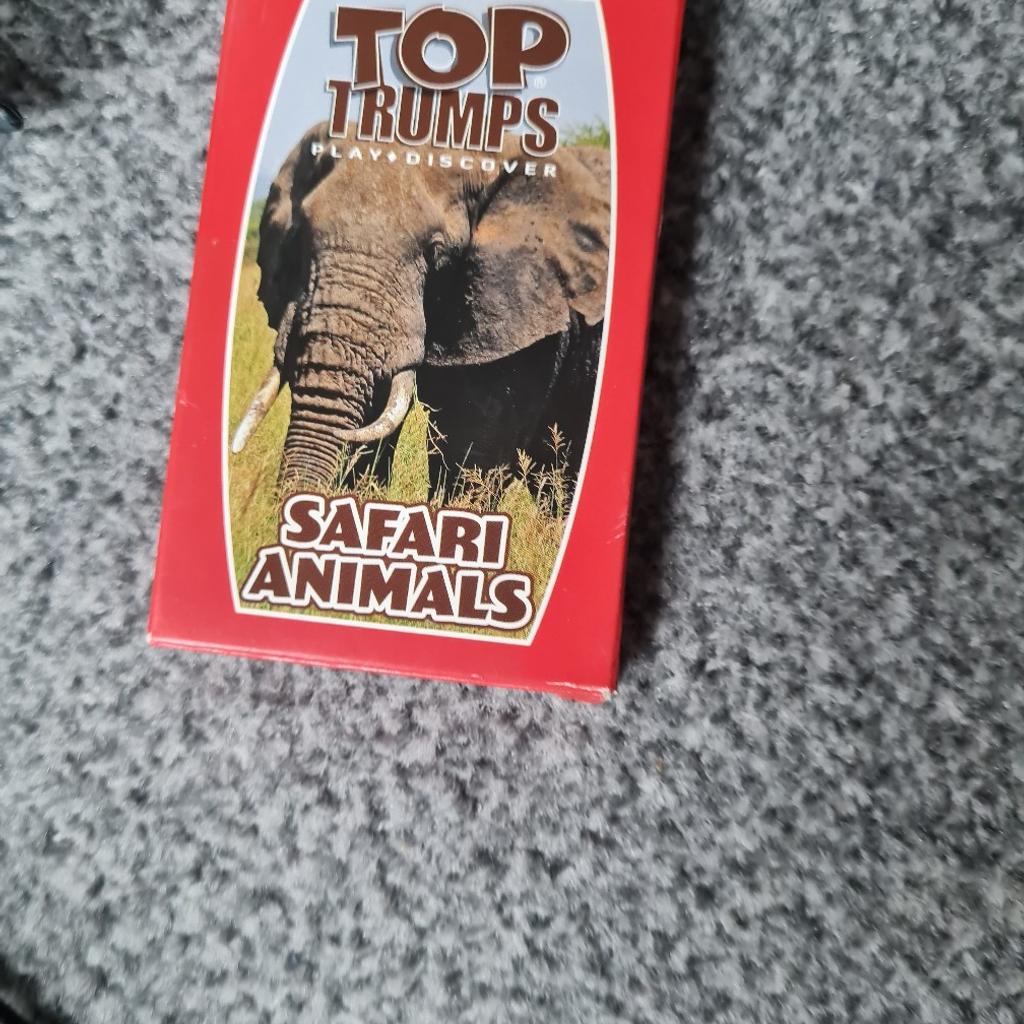 TOP
TRUMPS
PLAY♦DISCOVER
SAFARI
ANIMALS